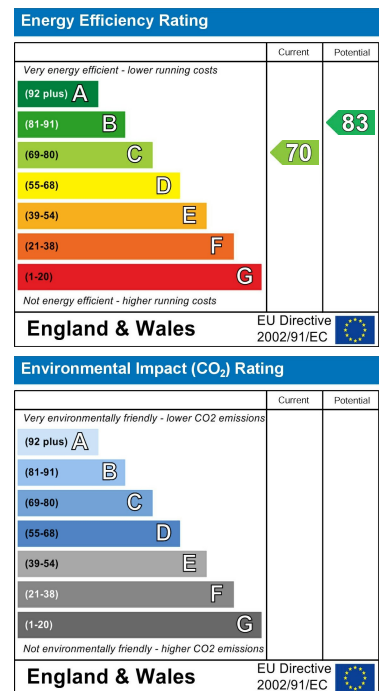 Energy Efficiency Rating
Current Potential
Very energy efficient - lower running costs
(92 plus) A
(81-91) B
83
(69-80) C
70
(55-68) D
(39-54) E
(21-38) F
(1-20) G
Not energy efficient - higher running costs
England & Wales
EU Directive
2002/91/EC
Environmental Impact (CO₂) Rating
Current Potential
Very environmentally friendly - lower CO2 emissions
(92 plus) A
(81-91) B
(69-80) C
(55-68) D
(39-54) E
(21-38) F
(1-20) G
Not environmentally friendly - higher CO2 emissions
England & Wales
EU Directive
2002/91/EC